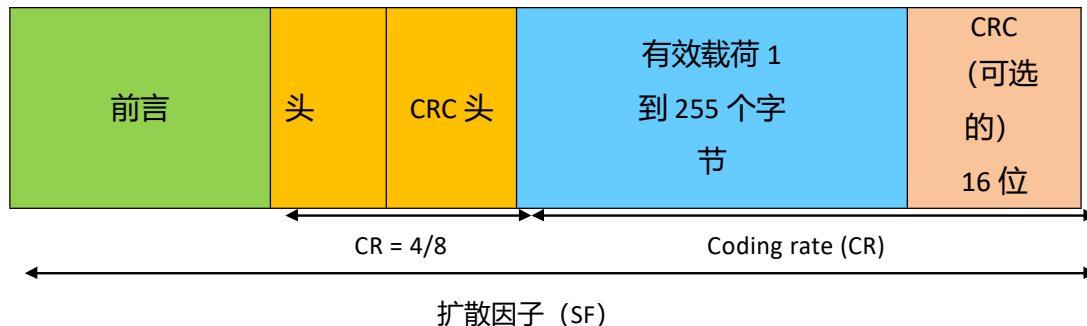 前言
头
CRC 头
有效载荷 1
到 255 个字
节
CRC
(可选
的)
16 位
CR = 4/8
Coding rate (CR)
扩散因子 (SF)